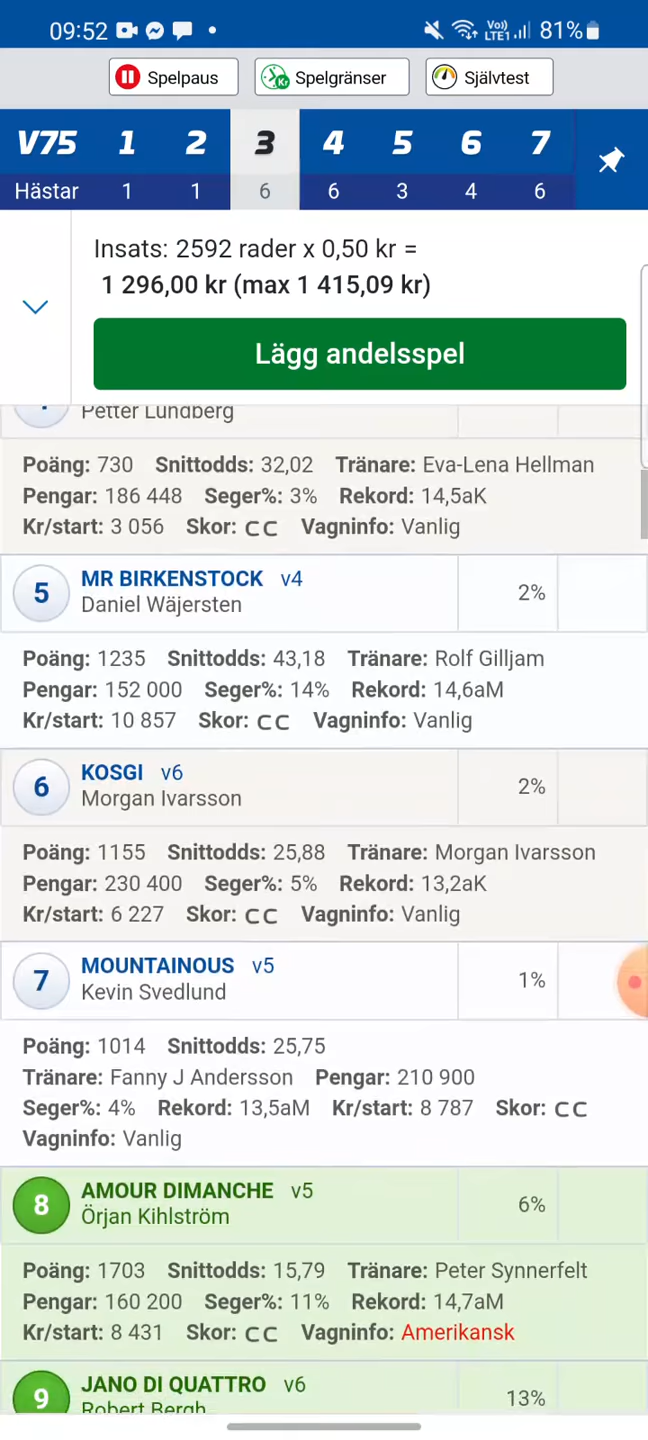 09:52 81%
Spelpaus Spelgränser Självtest
V75 1 2 3 4 5 6 7
Hästar 1 1 6 6 3 4 6
Insats: 2592 rader x 0,50 kr =
1 296,00 kr (max 1 415,09 kr)
Lägg andelsspel
Petter Lundberg
Poäng: 730 Snittodds: 32,02 Tränare: Eva-Lena Hellman
Pengar: 186 448 Seger%: 3% Rekord: 14,5aK
Kr/start: 3 056 Skor: C C Vagninfo: Vanlig
5 MR BIRKENSTOCK v4 2%
Daniel Wäjersten
Poäng: 1235 Snittodds: 43,18 Tränare: Rolf Gilljam
Pengar: 152 000 Seger%: 14% Rekord: 14,6aM
Kr/start: 10 857 Skor: C C Vagninfo: Vanlig
6 KOSGI v6 2%
Morgan Ivarsson
Poäng: 1155 Snittodds: 25,88 Tränare: Morgan Ivarsson
Pengar: 230 400 Seger%: 5% Rekord: 13,2aK
Kr/start: 6 227 Skor: C C Vagninfo: Vanlig
7 MOUNTAINOUS v5 1%
Kevin Svedlund
Poäng: 1014 Snittodds: 25,75
Tränare: Fanny J Andersson Pengar: 210 900
Seger%: 4% Rekord: 13,5aM Kr/start: 8 787 Skor: C C
Vagninfo: Vanlig
8 AMOUR DIMANCHE v5 6%
Örjan Kihlström
Poäng: 1703 Snittodds: 15,79 Tränare: Peter Synnerfelt
Pengar: 160 200 Seger%: 11% Rekord: 14,7aM
Kr/start: 8 431 Skor: C C Vagninfo: Amerikansk
9 JANO DI QUATTRO v6 13%
Robert Bergh